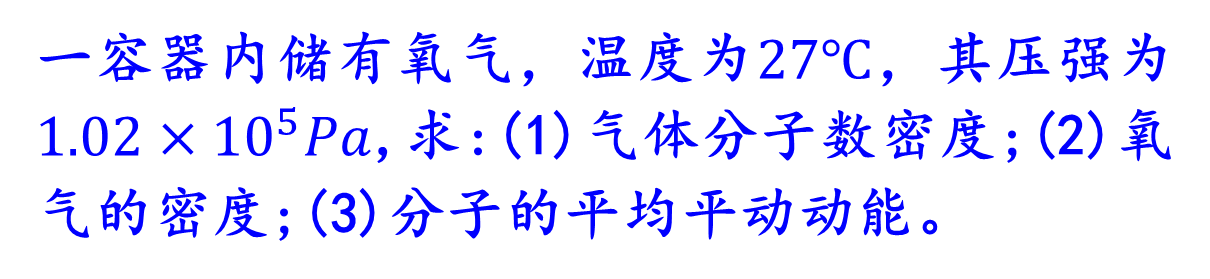 一容器内储有氧气，温度为27℃，其压强为
1.02 × 10⁵Pa,求:(1)气体分子数密度;(2)氧
气的密度;(3)分子的平均平动动能。